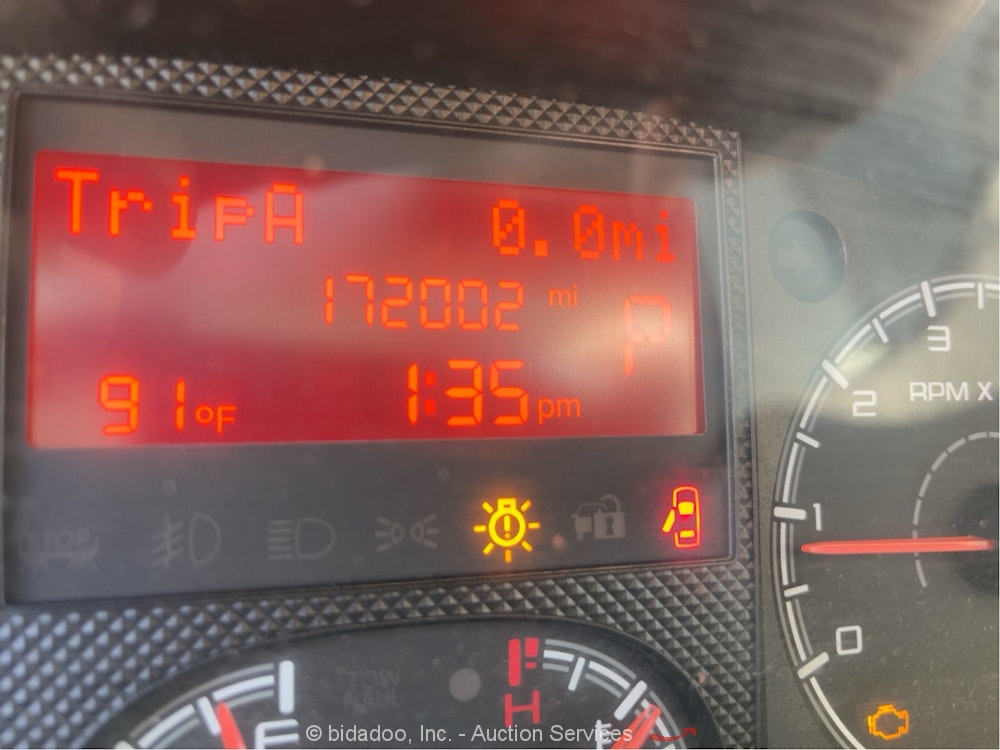 TripA 0.0mi
172002 mi P
91°F 1:35 pm
3
2
RPM X
1
0
STOP
TOW
HAUL
F
H
© bidadoo, Inc. - Auction Services